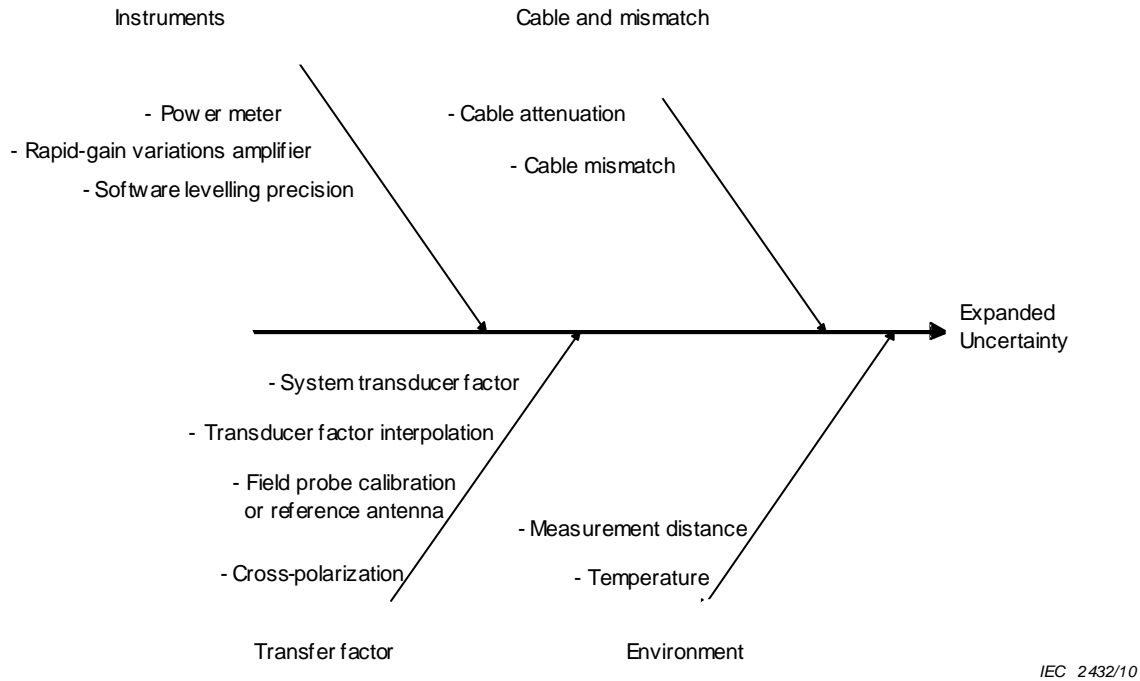 Instruments
Cable and mismatch
- Power meter
- Rapid-gain variations amplifier
- Software levelling precision
- Cable attenuation
- Cable mismatch
Expanded
Uncertainty
- System transducer factor
- Transducer factor interpolation
- Field probe calibration
or reference antenna
- Cross-polarization
- Measurement distance
- Temperature
Transfer factor
Environment
IEC 2432/10